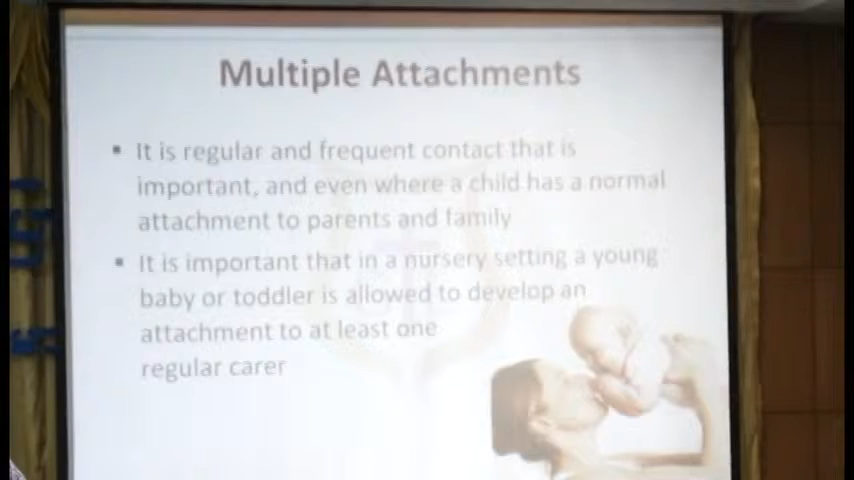 Multiple Attachments
▪ It is regular and frequent contact that is
important, and even where a child has a normal
attachment to parents and family
▪ It is important that in a nursery setting a young
baby or toddler is allowed to develop an
attachment to at least one
regular carer